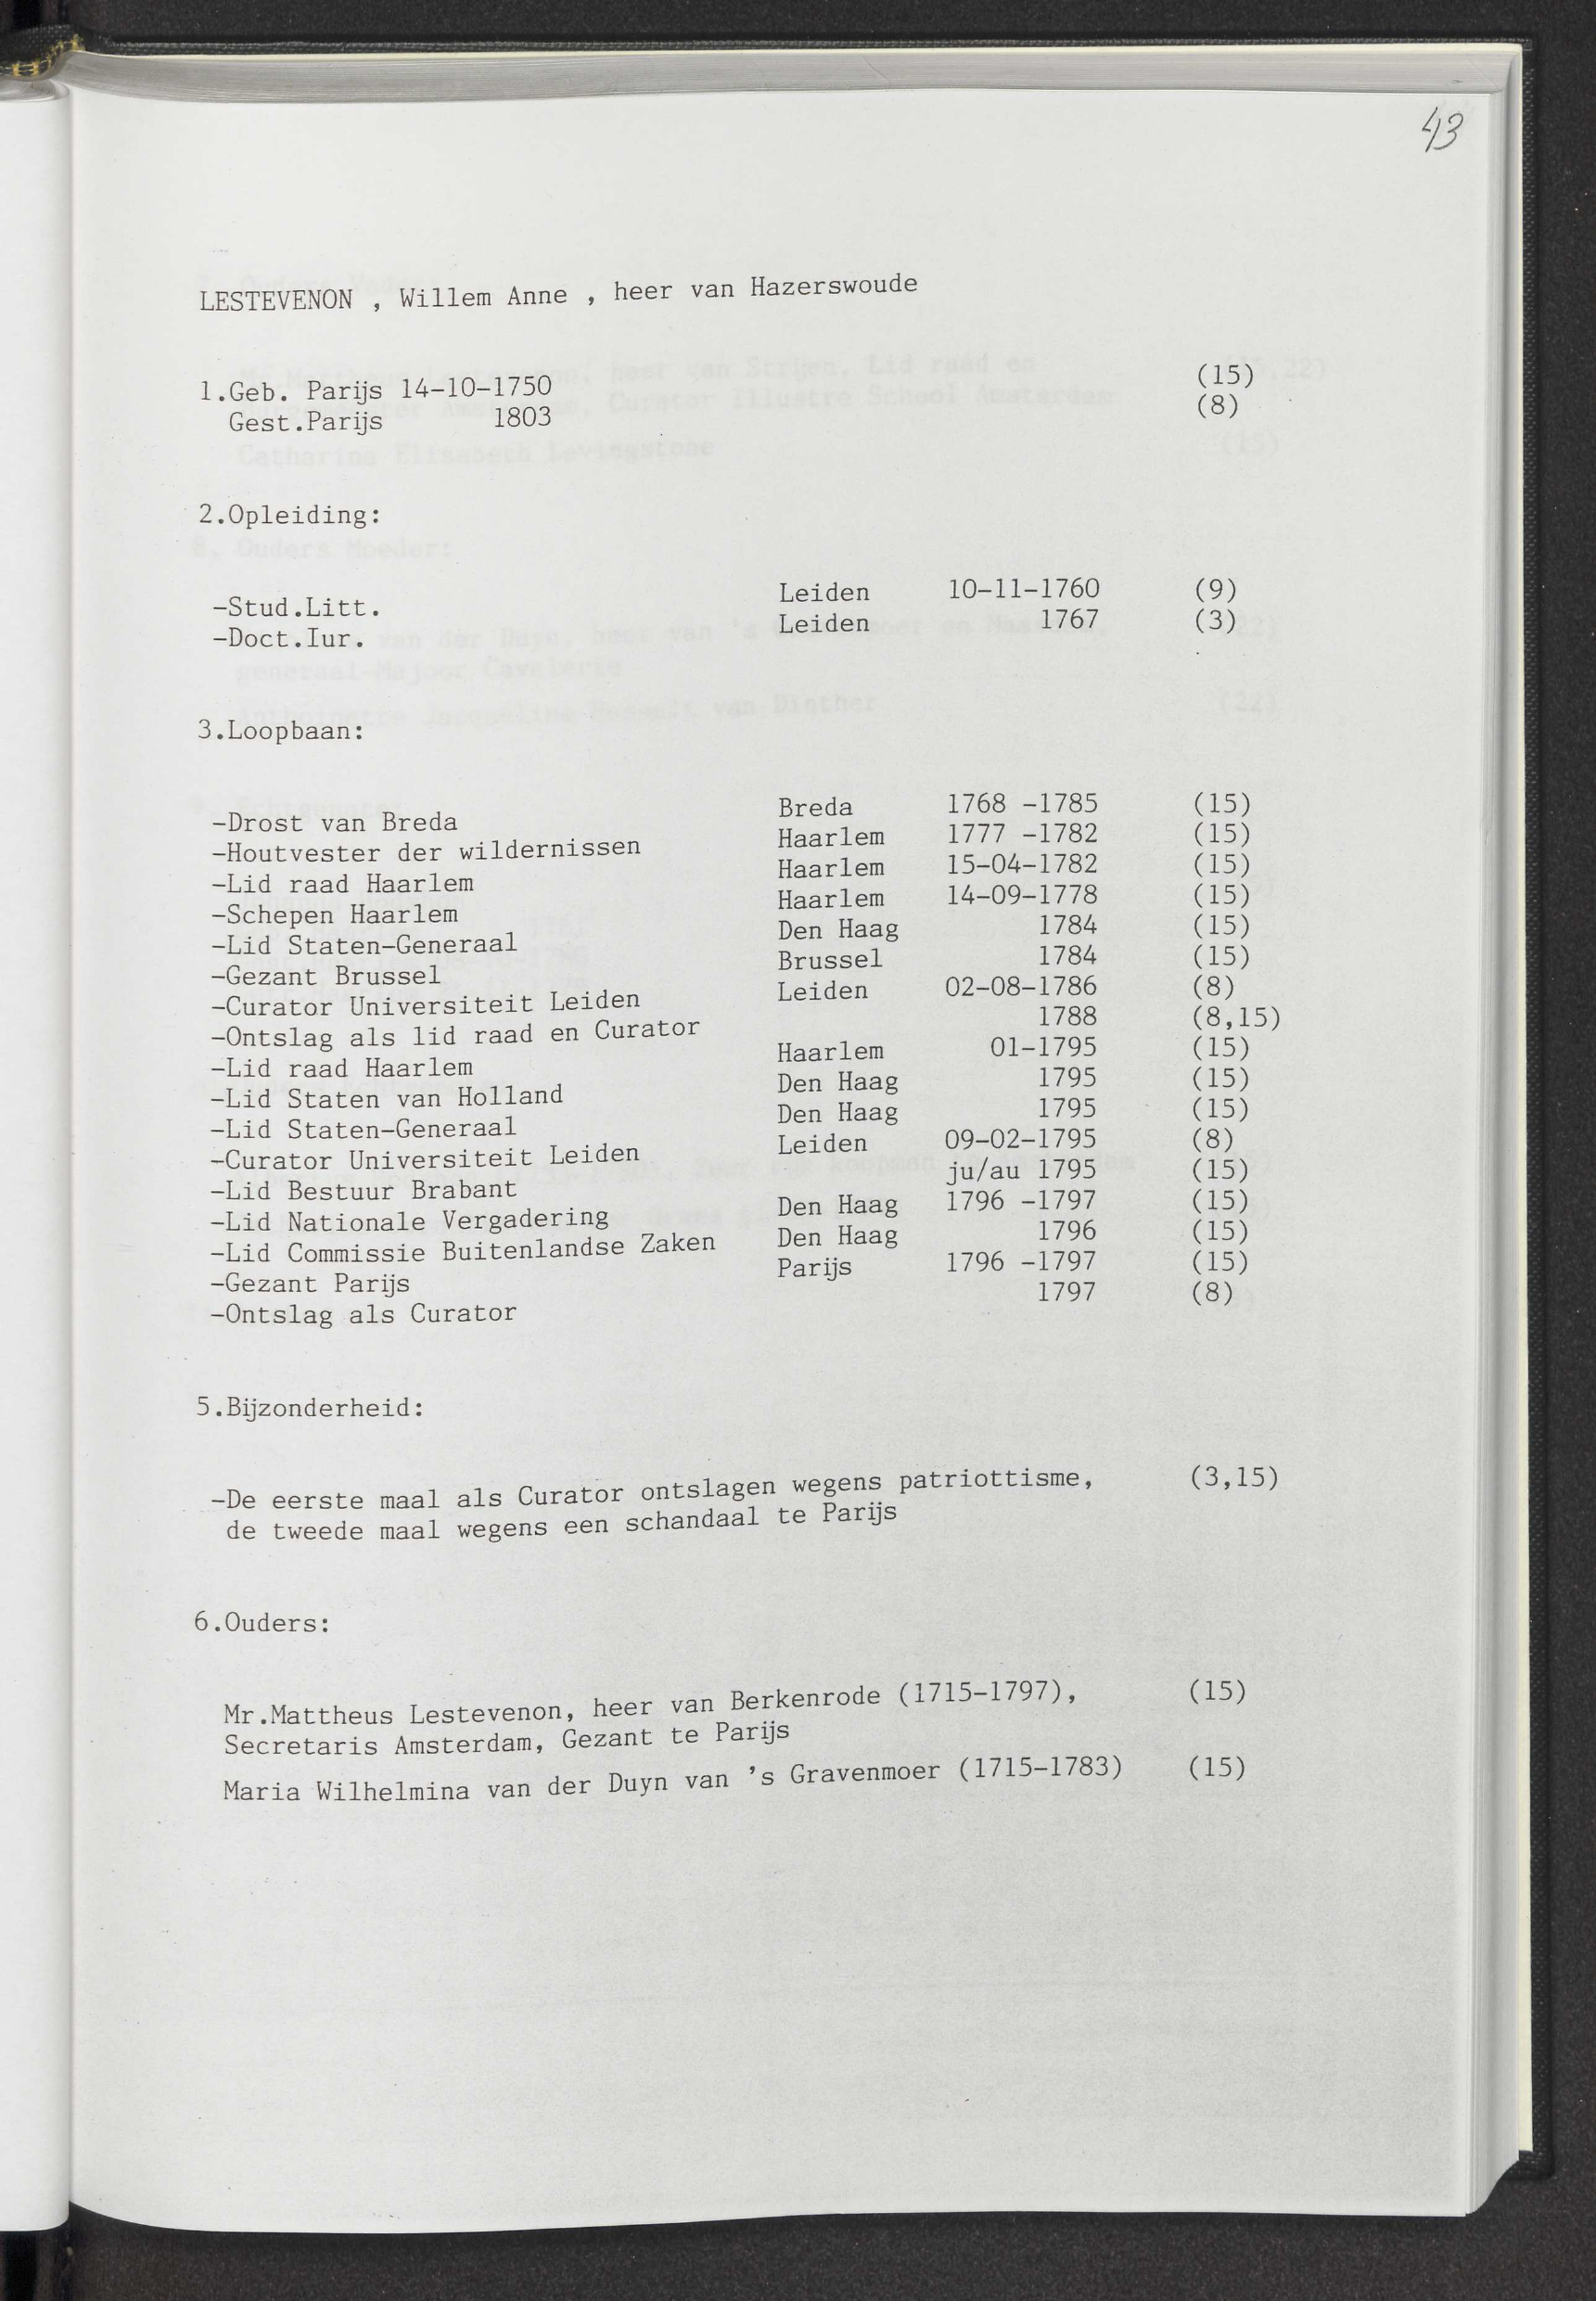 43
LESTEVENON , Willem Anne , heer van Hazerswoude
1.Geb. Parijs 14-10-1750 (15)
Gest.Parijs 1803 (8)
2.Opleiding:
-Stud.Litt. Leiden 10-11-1760 (9)
-Doct.Iur. Leiden 1767 (3)
3.Loopbaan:
-Drost van Breda Breda 1768 -1785 (15)
-Houtvester der wildernissen Haarlem 1777 -1782 (15)
-Lid raad Haarlem Haarlem 15-04-1782 (15)
-Schepen Haarlem Haarlem 14-09-1778 (15)
-Lid Staten-Generaal Den Haag 1784 (15)
-Gezant Brussel Brussel 1784 (15)
-Curator Universiteit Leiden Leiden 02-08-1786 (8)
-Ontslag als lid raad en Curator 1788 (8,15)
-Lid raad Haarlem Haarlem 01-1795 (15)
-Lid Staten van Holland Den Haag 1795 (15)
-Lid Staten-Generaal Den Haag 1795 (15)
-Curator Universiteit Leiden Leiden 09-02-1795 (8)
-Lid Bestuur Brabant ju/au 1795 (15)
-Lid Nationale Vergadering Den Haag 1796 -1797 (15)
-Lid Commissie Buitenlandse Zaken Den Haag 1796 (15)
-Gezant Parijs Parijs 1796 -1797 (15)
-Ontslag als Curator 1797 (8)
5.Bijzonderheid:
-De eerste maal als Curator ontslagen wegens patriottisme, (3,15)
de tweede maal wegens een schandaal te Parijs
6.Ouders:
Mr.Mattheus Lestevenon, heer van Berkenrode (1715-1797), (15)
Secretaris Amsterdam, Gezant te Parijs
Maria Wilhelmina van der Duyn van 's Gravenmoer (1715-1783) (15)